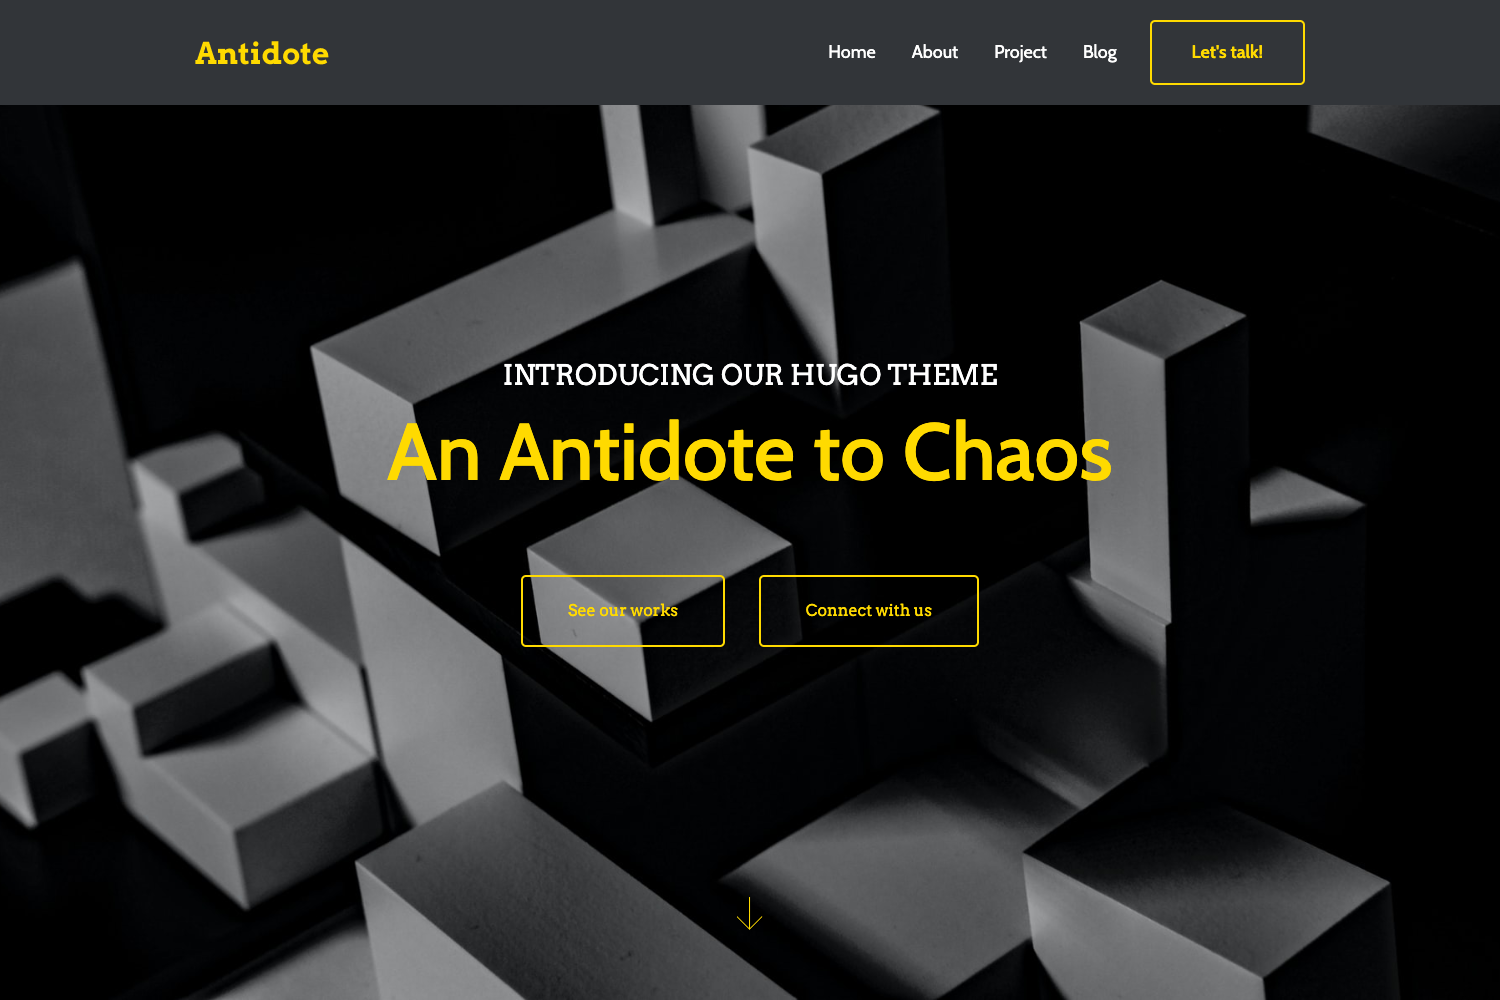 Antidote
Home About Project Blog Let's talk!
INTRODUCING OUR HUGO THEME
An Antidote to Chaos
See our works Connect with us